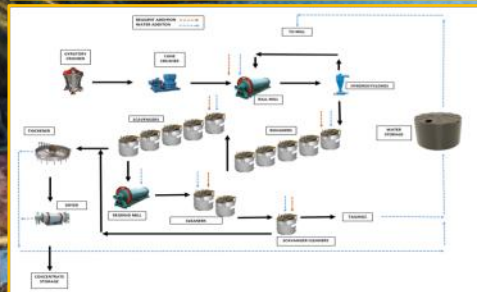 REAGENT ADDITION
WATER ADDITION
TO MILL
GYRATORY
CRUSHER
CONE
CRUSHER
BALL MILL
HYDROCYCLONES
SCAVENGERS
ROUGHERS
WATER
STORAGE
THICKENER
REGRIND MILL
CLEANERS
TAILINGS
SCAVENGER CLEANERS
DRYER
CONCENTRATE
STORAGE